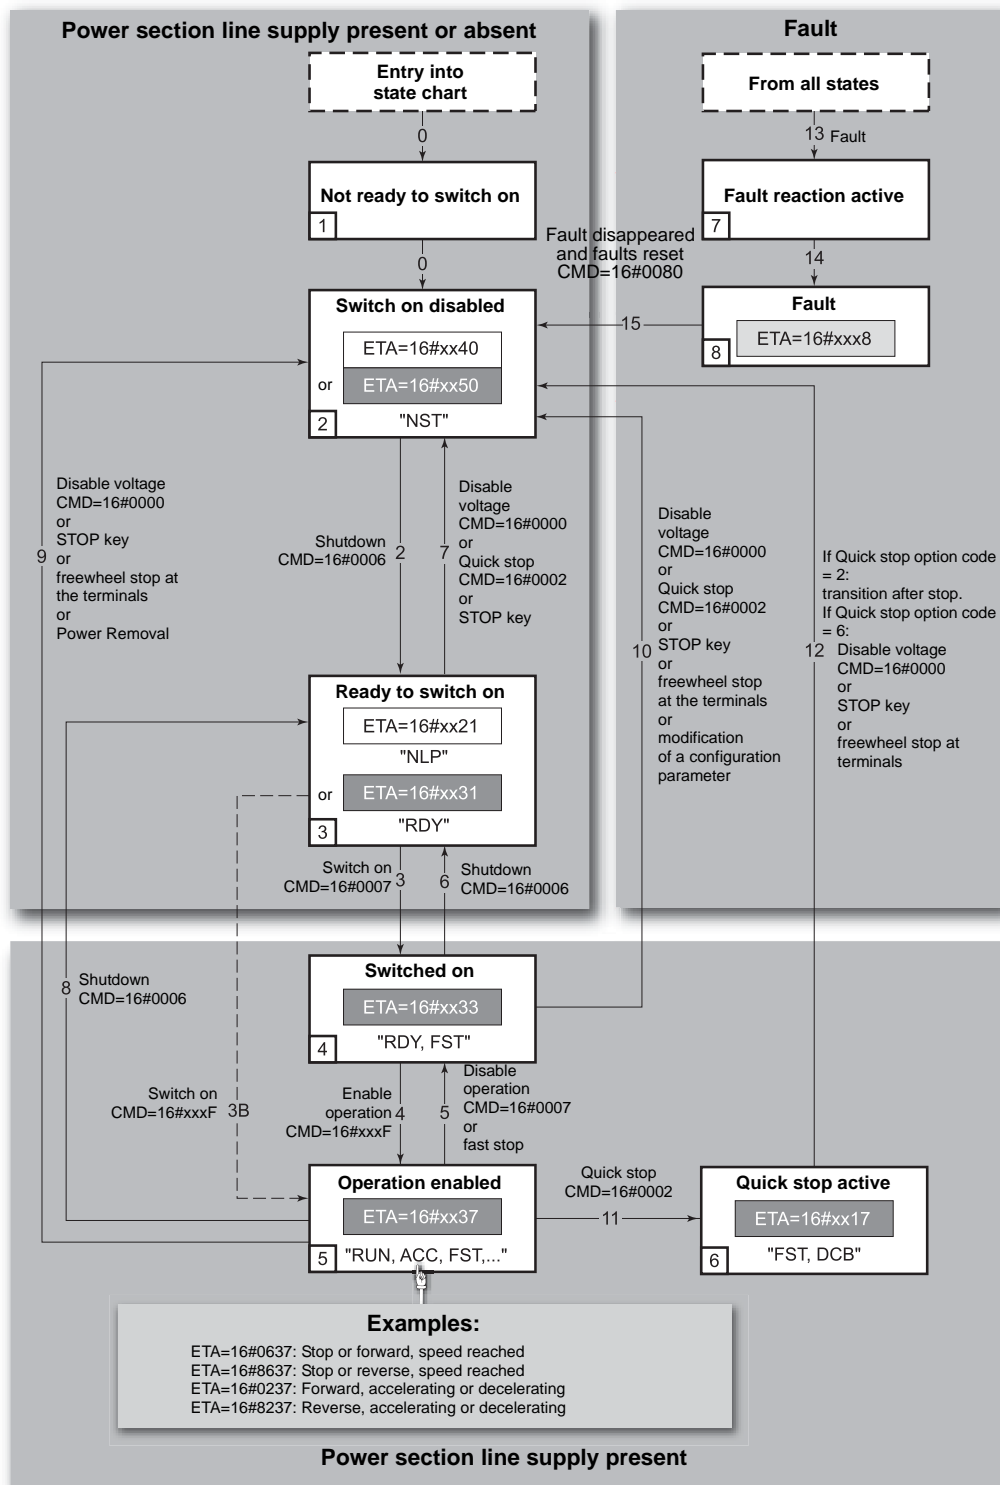 Power section line supply present or absent
Entry into
state chart
0
Not ready to switch on
1
0
Switch on disabled
ETA=16#xx40
or
ETA=16#xx50
2
"NST"
9
Disable voltage
CMD=16#0000
or
STOP key
or
freewheel stop at
the terminals
or
Power Removal
Shutdown
CMD=16#0006
2
7
Disable
voltage
CMD=16#0000
or
Quick stop
CMD=16#0002
or
STOP key
Ready to switch on
ETA=16#xx21
"NLP"
or
ETA=16#xx31
3
"RDY"
Switch on
CMD=16#0007
3
6
Shutdown
CMD=16#0006
Fault
From all states
13 Fault
Fault reaction active
7
14
Fault disappeared
and faults reset
CMD=16#0080
15
Fault
ETA=16#xxx8
8
10
Disable
voltage
CMD=16#0000
or
Quick stop
CMD=16#0002
or
STOP key
or
freewheel stop
at the terminals
or
modification
of a configuration
parameter
12
If Quick stop option code
= 2:
transition after stop.
If Quick stop option code
= 6:
Disable voltage
CMD=16#0000
or
STOP key
or
freewheel stop at
terminals
8
Shutdown
CMD=16#0006
Switched on
ETA=16#xx33
4
"RDY, FST"
Switch on
CMD=16#xxxF
3B
Enable
operation
CMD=16#xxxF
4
5
Disable
operation
CMD=16#0007
or
fast stop
Operation enabled
ETA=16#xx37
5
"RUN, ACC, FST,..."
Quick stop
CMD=16#0002
11
Quick stop active
ETA=16#xx17
6
"FST, DCB"
Examples:
ETA=16#0637: Stop or forward, speed reached
ETA=16#8637: Stop or reverse, speed reached
ETA=16#0237: Forward, accelerating or decelerating
ETA=16#8237: Reverse, accelerating or decelerating
Power section line supply present